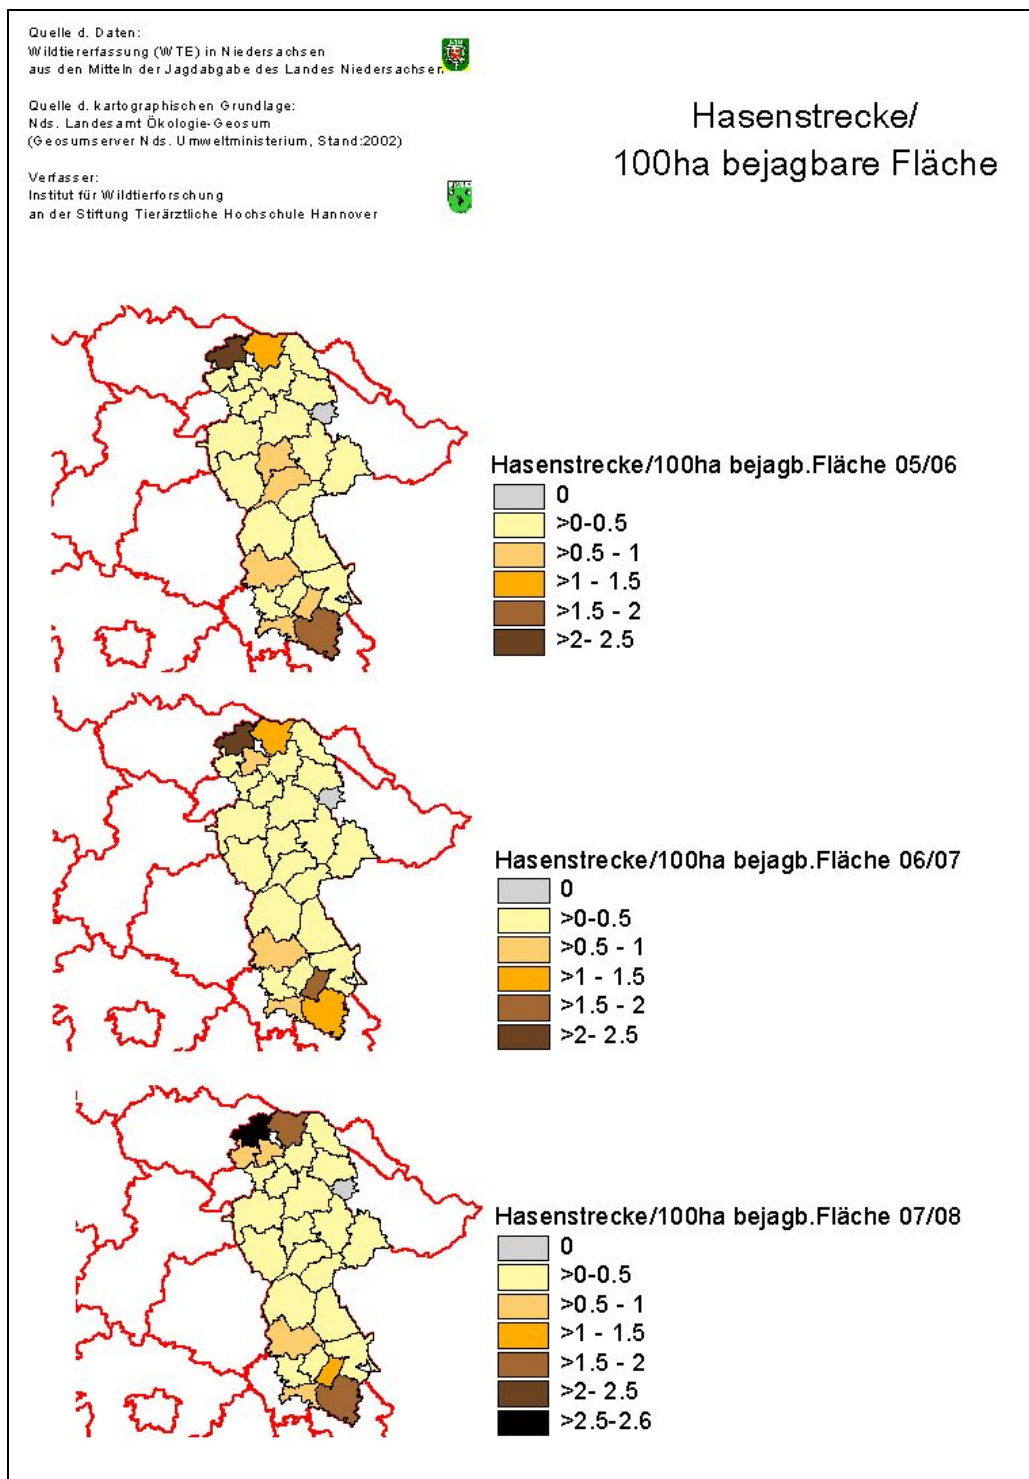 Quelle d. Daten:
Wildtiererfassung (WTE) in Niedersachsen
aus den Mitteln der Jagdabgabe des Landes Niedersachsen
Quelle d. kartographischen Grundlage:
Nds. Landesamt Ökologie-Geosum
(Geosumserver Nds. Umweltministerium, Stand:2002)
Verfasser:
Institut für Wildtierforschung
an der Stiftung Tierärztliche Hochschule Hannover
Hasenstrecke/
100ha bejagbare Fläche
Hasenstrecke/100ha bejagb.Fläche 05/06
0
>0-0.5
>0.5 - 1
>1 - 1.5
>1.5 - 2
>2- 2.5
Hasenstrecke/100ha bejagb.Fläche 06/07
0
>0-0.5
>0.5 - 1
>1 - 1.5
>1.5 - 2
>2- 2.5
Hasenstrecke/100ha bejagb.Fläche 07/08
0
>0-0.5
>0.5 - 1
>1 - 1.5
>1.5 - 2
>2- 2.5
>2.5-2.6